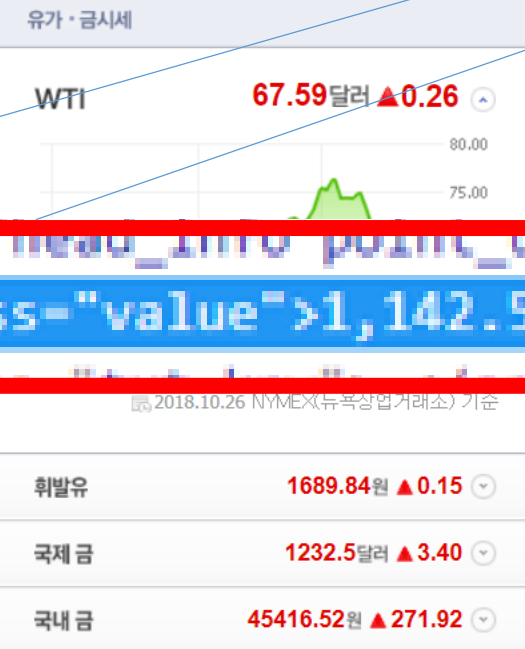 유가·금시세
WTI 67.59달러 ▲0.26
80.00
75.00
head_info point_
ss="value">1,142.5
2018.10.26 NYMEX(뉴욕상업거래소) 기준
휘발유 1689.84원 ▲0.15
국제 금 1232.5달러 ▲3.40
국내 금 45416.52원 ▲271.92